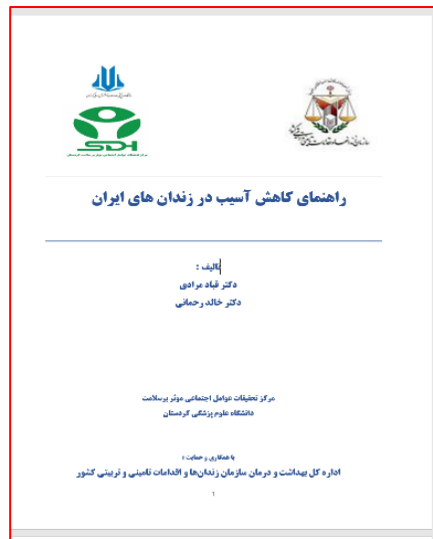 SDH
راهنمای کاهش آسیب در زندان های ایران
تالیف :
دکتر قباد مرادی
دکتر خالد رحمانی
مرکز تحقیقات عوامل اجتماعی موثر برسلامت
دانشگاه علوم پزشکی کردستان
با همکاری و حمایت :
اداره کل بهداشت و درمان سازمان زندان‌ها و اقدامات تامینی و تربیتی کشور